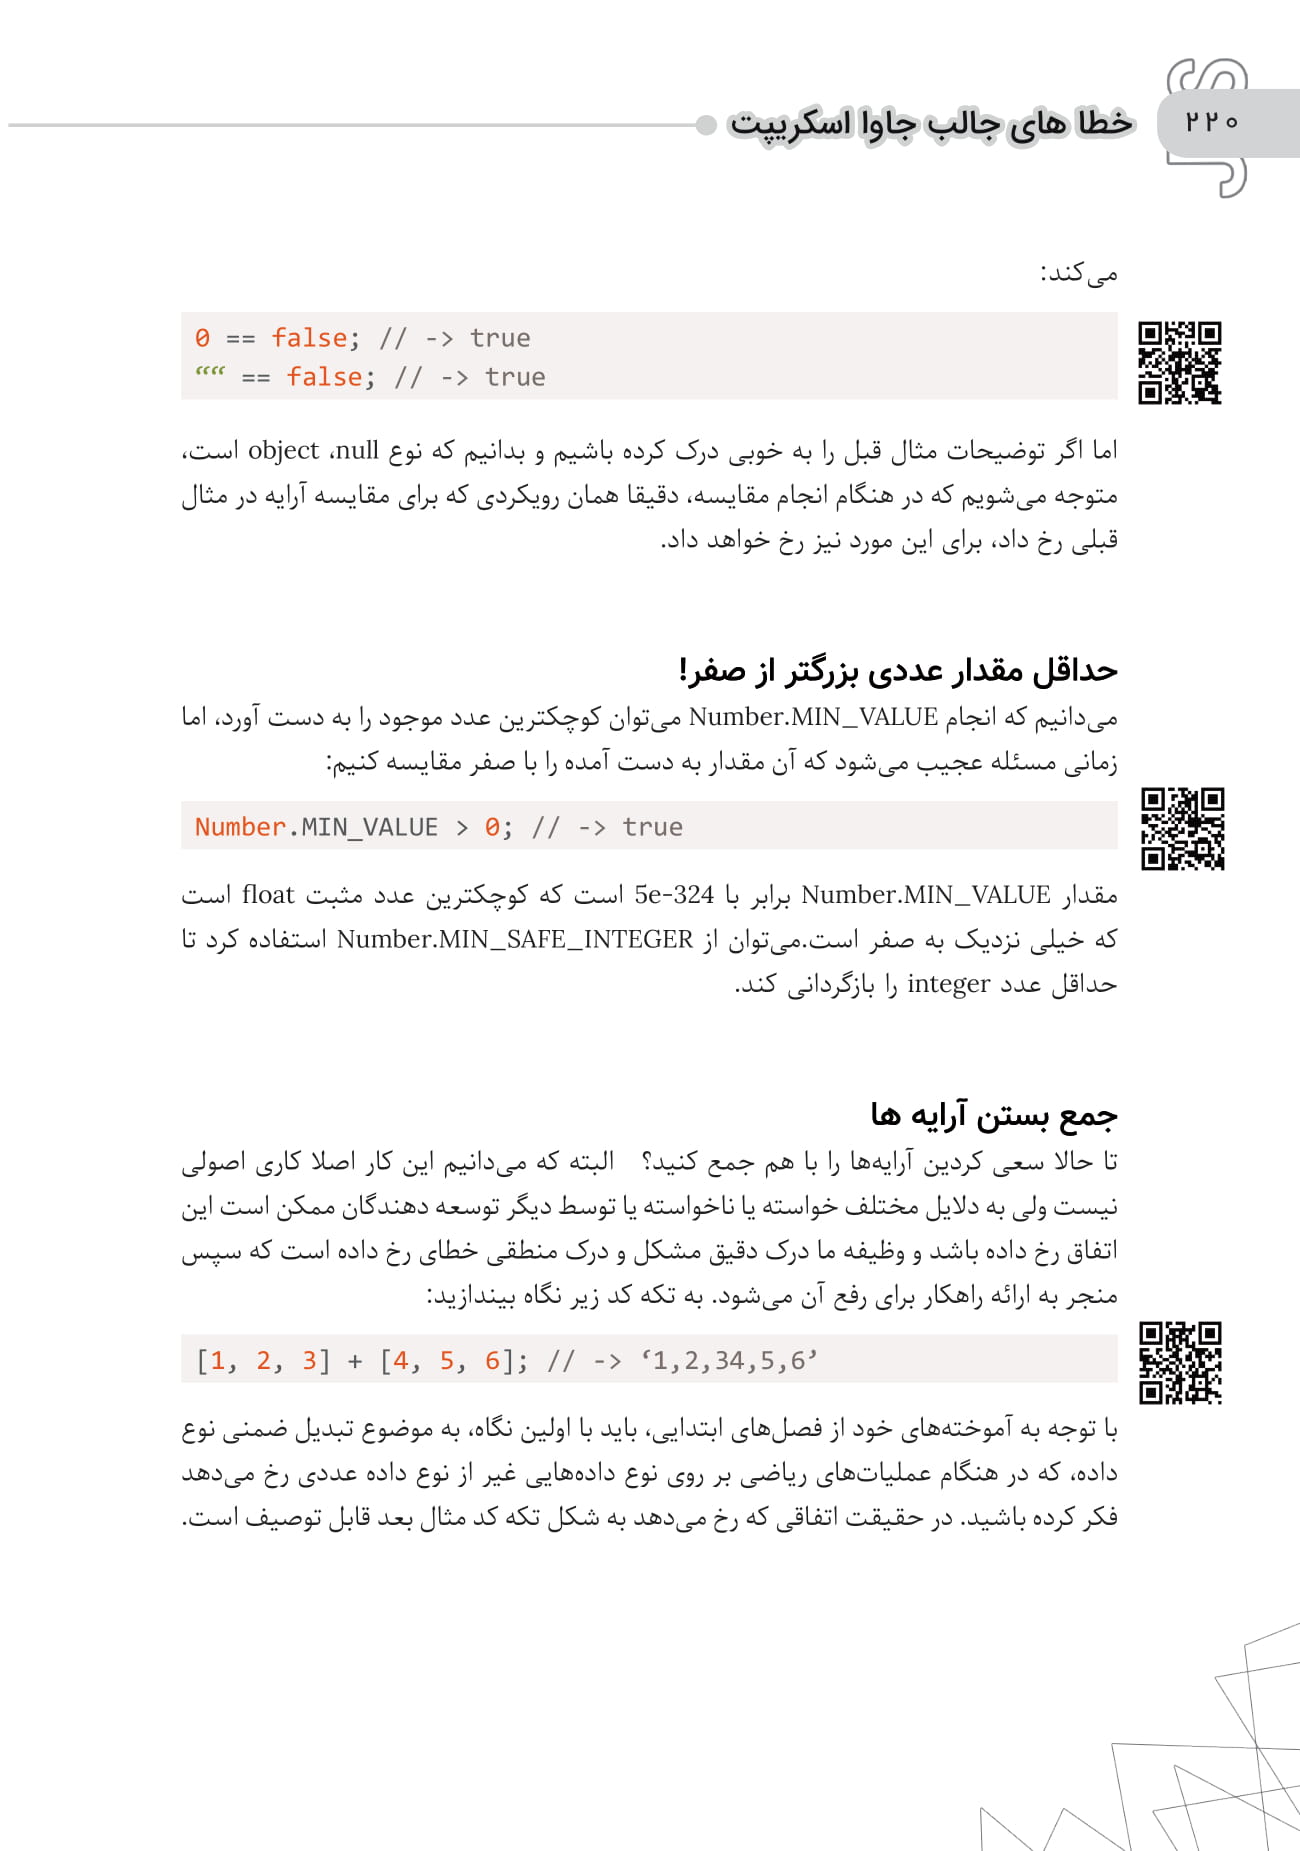 ۲۲۰
خطا های جالب جاوا اسکریپت
می‌کند:
0 == false; // -> true
““ == false; // -> true
اما اگر توضیحات مثال قبل را به خوبی درک کرده باشیم و بدانیم که نوع null، object است،
متوجه می‌شویم که در هنگام انجام مقایسه، دقیقا همان رویکردی که برای مقایسه آرایه در مثال
قبلی رخ داد، برای این مورد نیز رخ خواهد داد.
حداقل مقدار عددی بزرگتر از صفر!
می‌دانیم که انجام Number.MIN_VALUE می‌توان کوچکترین عدد موجود را به دست آورد، اما
زمانی مسئله عجیب می‌شود که آن مقدار به دست آمده را با صفر مقایسه کنیم:
Number.MIN_VALUE > 0; // -> true
مقدار Number.MIN_VALUE برابر با 5e-324 است که کوچکترین عدد مثبت float است
که خیلی نزدیک به صفر است.می‌توان از Number.MIN_SAFE_INTEGER استفاده کرد تا
حداقل عدد integer را بازگردانی کند.
جمع بستن آرایه ها
تا حالا سعی کردین آرایه‌ها را با هم جمع کنید؟ البته که می‌دانیم این کار اصلا کاری اصولی
نیست ولی به دلایل مختلف خواسته یا ناخواسته یا توسط دیگر توسعه دهندگان ممکن است این
اتفاق رخ داده باشد و وظیفه ما درک دقیق مشکل و درک منطقی خطای رخ داده است که سپس
منجر به ارائه راهکار برای رفع آن می‌شود. به تکه کد زیر نگاه بیندازید:
[1, 2, 3] + [4, 5, 6]; // -> ‘1,2,34,5,6’
با توجه به آموخته‌های خود از فصل‌های ابتدایی، باید با اولین نگاه، به موضوع تبدیل ضمنی نوع
داده، که در هنگام عملیات‌های ریاضی بر روی نوع داده‌هایی غیر از نوع داده عددی رخ می‌دهد
فکر کرده باشید. در حقیقت اتفاقی که رخ می‌دهد به شکل تکه کد مثال بعد قابل توصیف است.